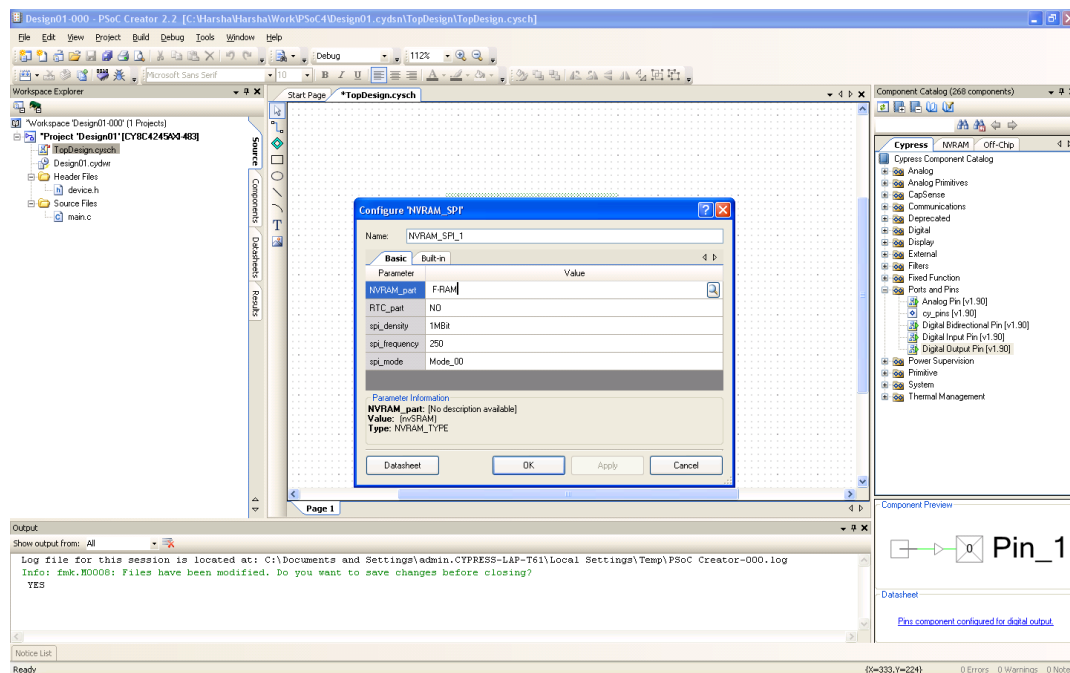 Design01-000 - PSoC Creator 2.2 [C:\Harsha\Harsha\Work\PSoC4\Design01.cydsn\TopDesign\TopDesign.cysch]
File Edit View Project Build Debug Tools Window Help
Debug 112%
Microsoft Sans Serif 10 B I U
Workspace Explorer
Workspace 'Design01-000' (1 Projects)
Project 'Design01' [CY8C4245AXI-483]
TopDesign.cysch
Design01.cydwr
Header Files
device.h
Source Files
main.c
Source
Components
Datasheets
Results
Start Page *TopDesign.cysch
T
Configure 'NVRAM_SPI'
Name: NVRAM_SPI_1
Basic Built-in
Parameter Value
NVRAM_part F-RAM
RTC_part NO
spi_density 1MBit
spi_frequency 250
spi_mode Mode_00
Parameter Information
NVRAM_part: [No description available]
Value: (nvSRAM)
Type: NVRAM_TYPE
Datasheet OK Apply Cancel
Page 1
Component Catalog (268 components)
Cypress NVRAM Off-Chip
Cypress Component Catalog
Analog
Analog Primitives
CapSense
Communications
Deprecated
Digital
Display
External
Filters
Fixed Function
Ports and Pins
Analog Pin [v1.90]
cy_pins [v1.90]
Digital Bidirectional Pin [v1.90]
Digital Input Pin [v1.90]
Digital Output Pin [v1.90]
Power Supervision
Primitive
System
Thermal Management
Component Preview
Pin_1
Datasheet
Pins component configured for digital output.
Output
Show output from: All
Log file for this session is located at: C:\Documents and Settings\admin.CYPRESS-LAP-T61\Local Settings\Temp\PSoC Creator-000.log
Info: fmk.M0008: Files have been modified. Do you want to save changes before closing?
YES
Notice List
Ready {X=333,Y=224} 0 Errors 0 Warnings 0 Note